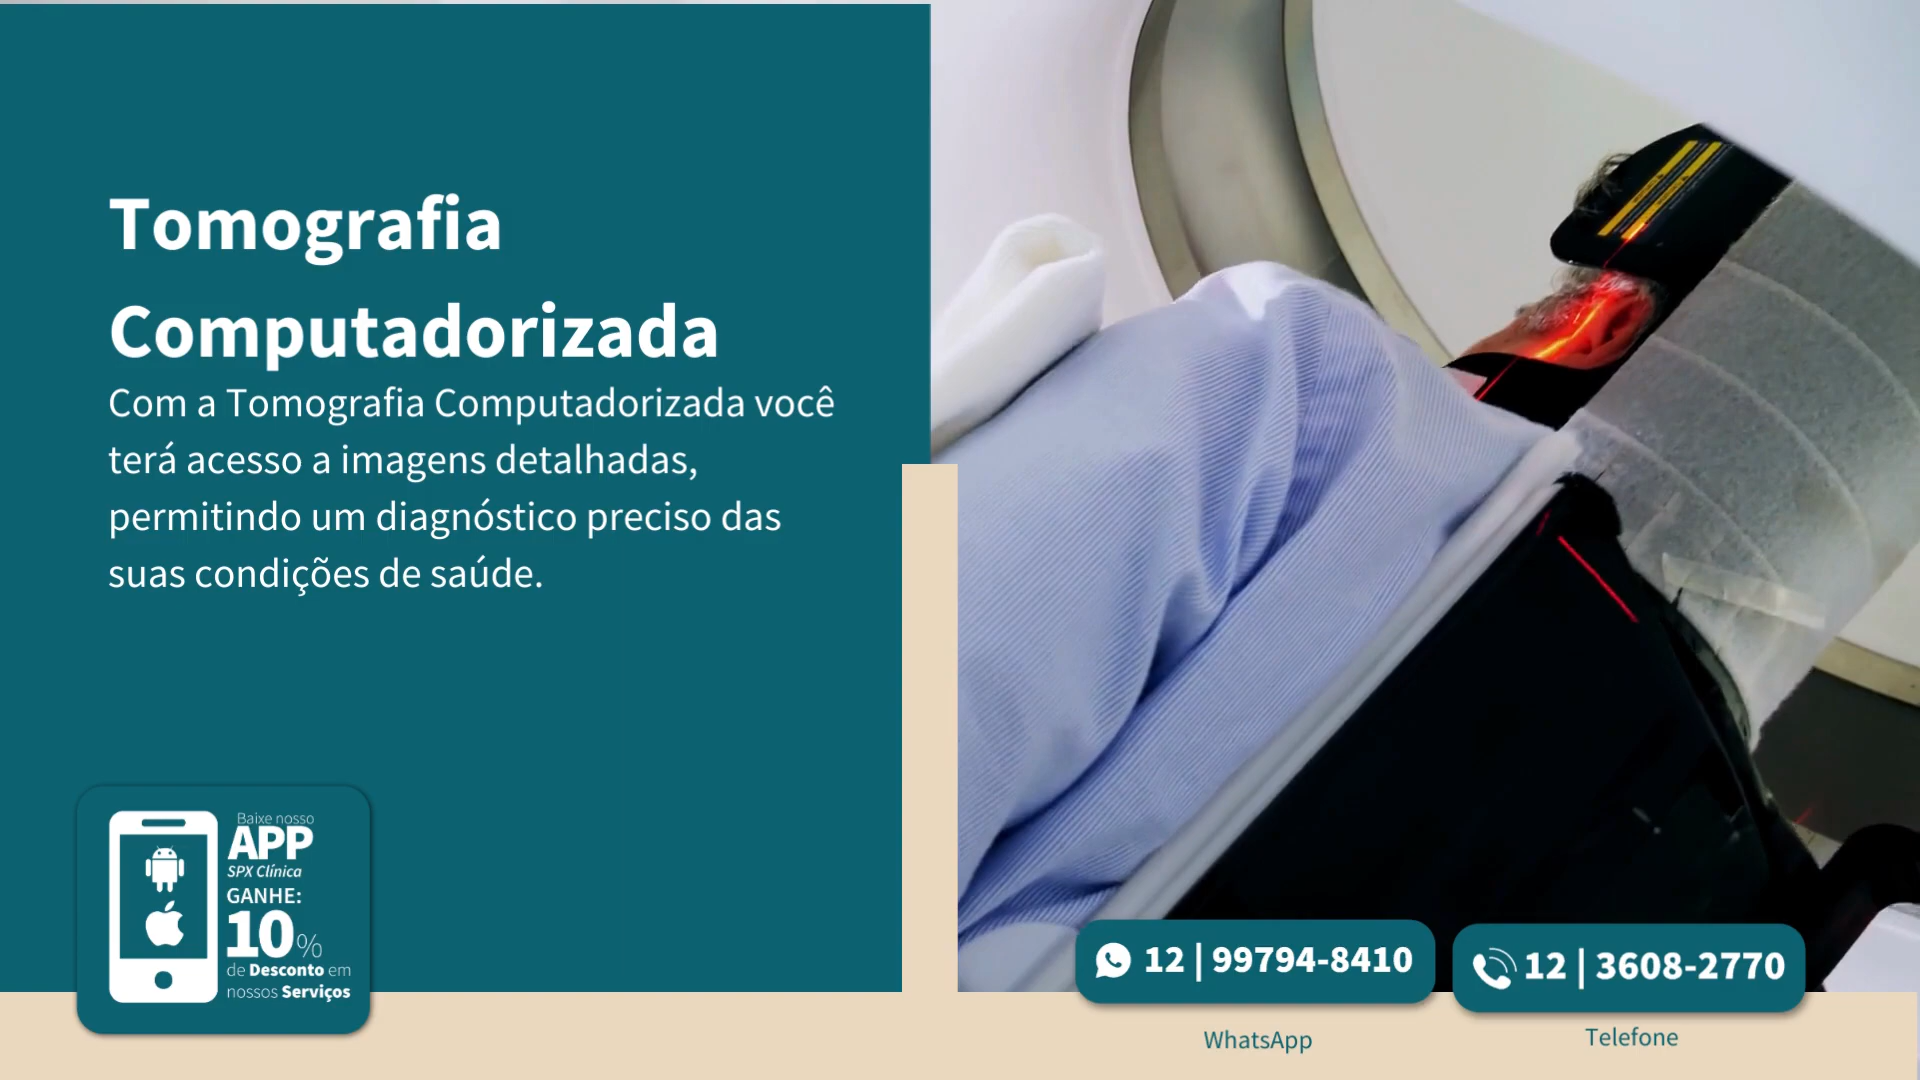 Tomografia
Computadorizada
Com a Tomografia Computadorizada você
terá acesso a imagens detalhadas,
permitindo um diagnóstico preciso das
suas condições de saúde.
Baixe nosso
APP
SPX Clínica
GANHE:
10%
de Desconto em
nossos Serviços
12 | 99794-8410
WhatsApp
12 | 3608-2770
Telefone